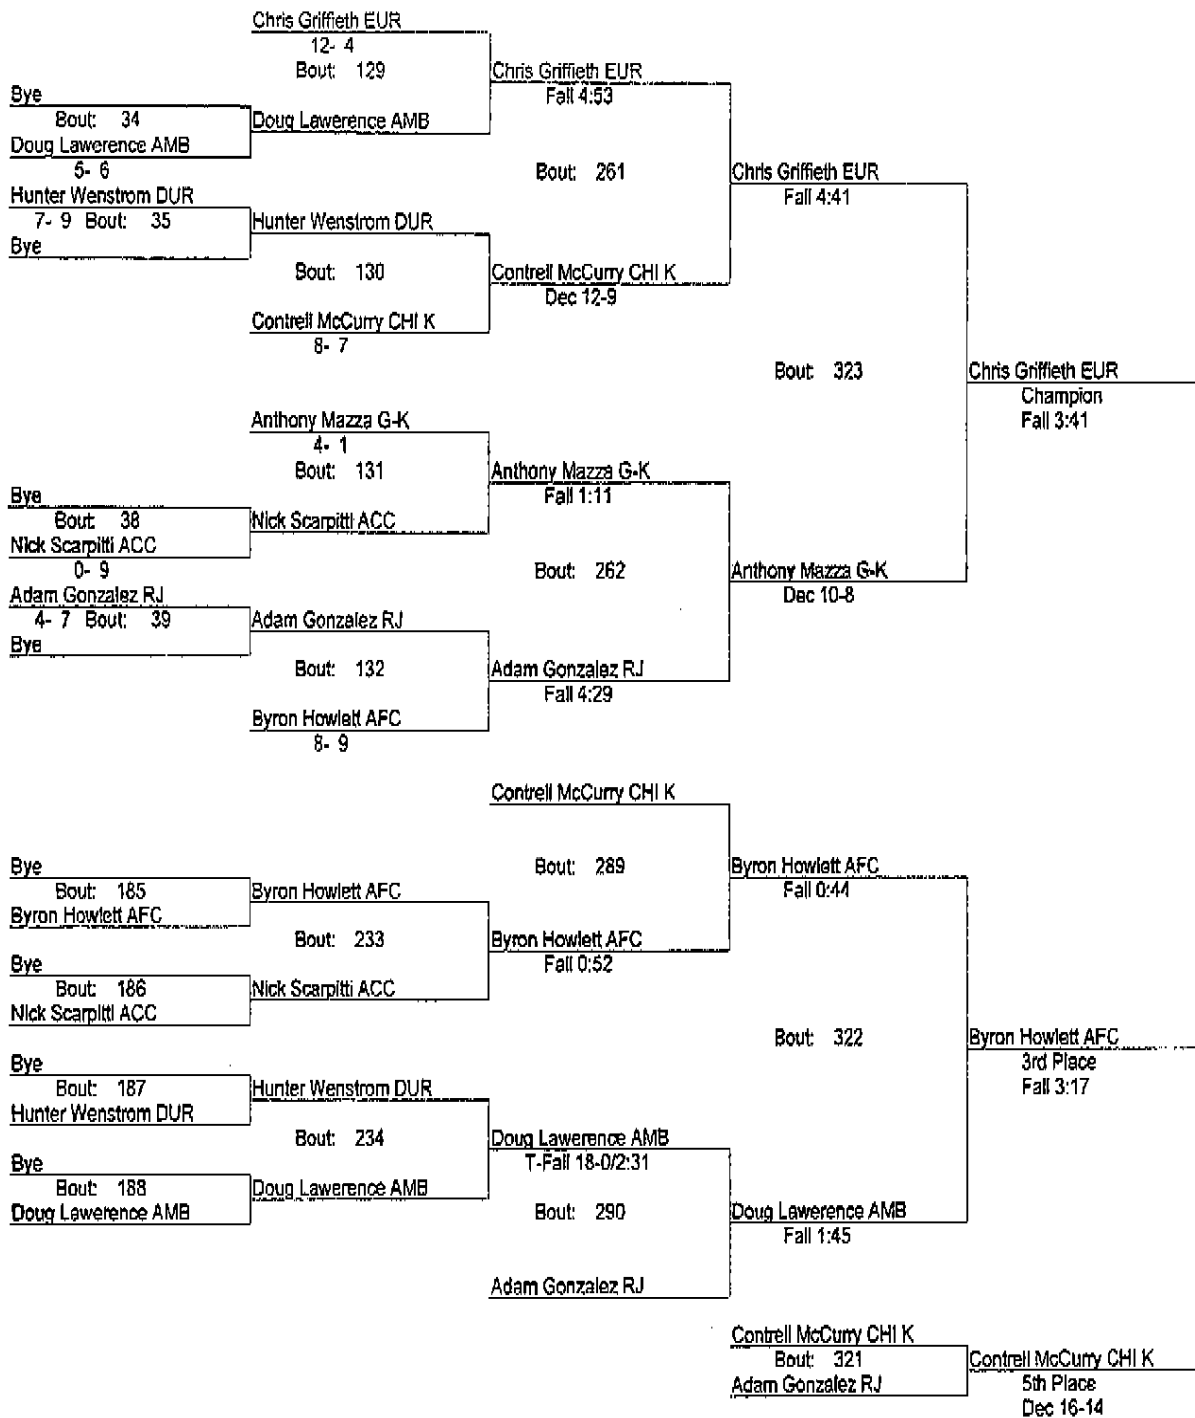 Chris Griffieth EUR
12- 4
Bout: 129
Chris Griffieth EUR
Fall 4:53
Bye
Bout: 34
Doug Lawerence AMB
Doug Lawerence AMB
5- 6
Bout: 261
Chris Griffieth EUR
Fall 4:41
Hunter Wenstrom DUR
7- 9 Bout: 35
Hunter Wenstrom DUR
Bye
Bout: 130
Contrell McCurry CHI K
Dec 12-9
Contrell McCurry CHI K
8- 7
Bout: 323
Chris Griffieth EUR
Champion
Fall 3:41
Anthony Mazza G-K
4- 1
Bout: 131
Anthony Mazza G-K
Fall 1:11
Bye
Bout: 38
Nick Scarpitti ACC
Nick Scarpitti ACC
0- 9
Bout: 262
Anthony Mazza G-K
Dec 10-8
Adam Gonzalez RJ
4- 7 Bout: 39
Adam Gonzalez RJ
Bye
Bout: 132
Adam Gonzalez RJ
Fall 4:29
Byron Howlett AFC
8- 9
Contrell McCurry CHI K
Bout: 289
Byron Howlett AFC
Fall 0:44
Bye
Bout: 185
Byron Howlett AFC
Byron Howlett AFC
Bout: 233
Byron Howlett AFC
Fall 0:52
Bye
Bout: 186
Nick Scarpitti ACC
Nick Scarpitti ACC
Bout: 322
Byron Howlett AFC
3rd Place
Fall 3:17
Bye
Bout: 187
Hunter Wenstrom DUR
Hunter Wenstrom DUR
Bout: 234
Doug Lawerence AMB
T-Fall 18-0/2:31
Bye
Bout: 188
Doug Lawerence AMB
Doug Lawerence AMB
Bout: 290
Doug Lawerence AMB
Fall 1:45
Adam Gonzalez RJ
Contrell McCurry CHI K
Bout: 321
Contrell McCurry CHI K
Adam Gonzalez RJ
5th Place
Dec 16-14